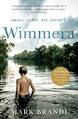 SMALL TOWN. BIG SECRET.
Wimmera
MARK BRANDI